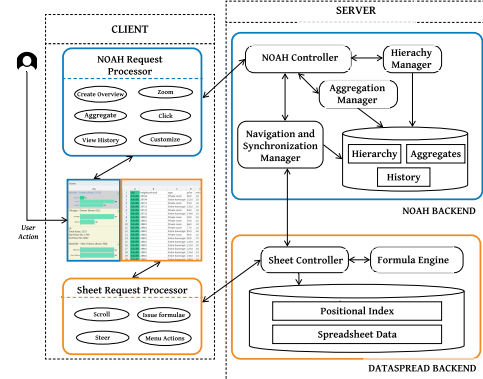 CLIENT
SERVER
NOAH Request
Processor
Create Overview
Zoom
Aggregate
Click
View History
Customize
User
Action
Sheet Request Processor
Scroll
Issue formulae
Steer
Menu Actions
NOAH Controller
Hierachy
Manager
Aggregation
Manager
Navigation and
Synchronization
Manager
Hierarchy
Aggregates
History
NOAH BACKEND
Sheet Controller
Formula Engine
Positional Index
Spreadsheet Data
DATASPREAD BACKEND